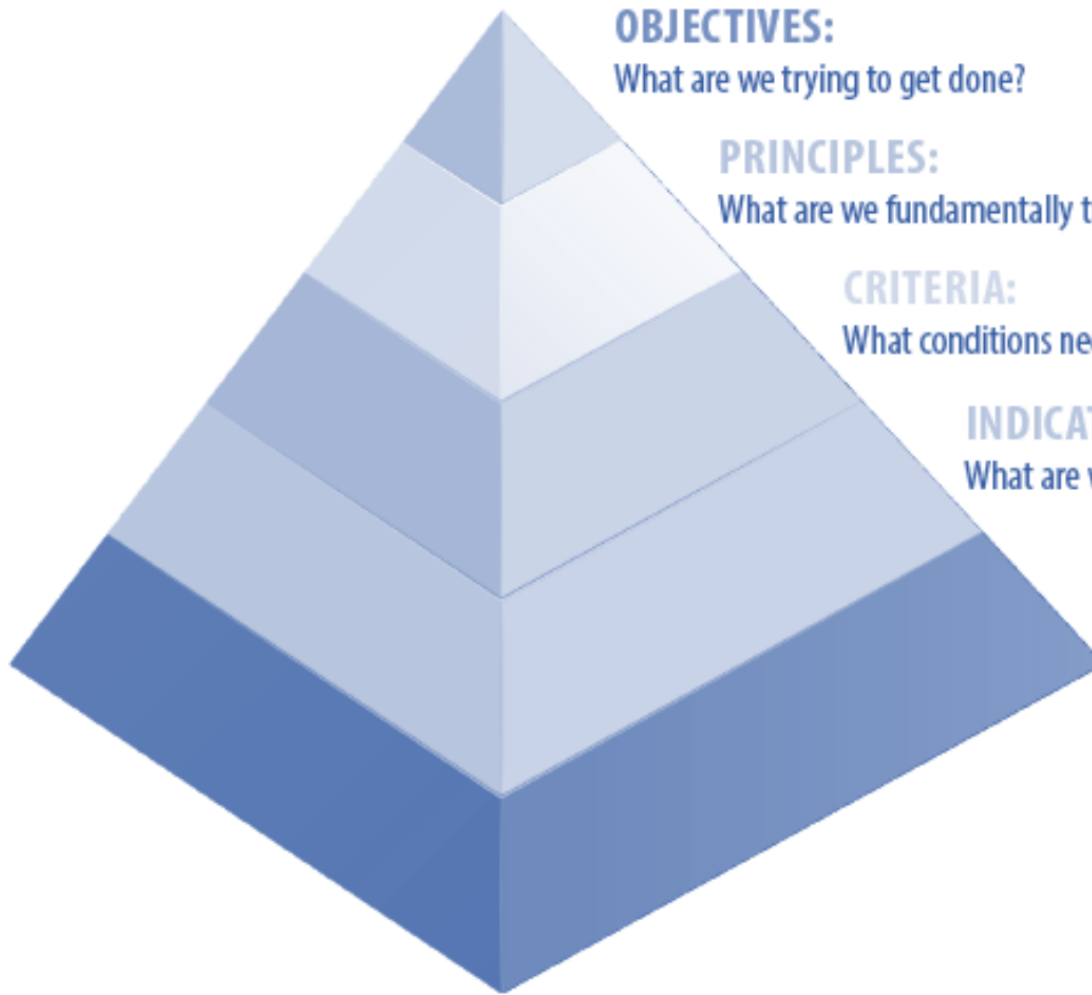 OBJECTIVES:
What are we trying to get done?
PRINCIPLES:
What are we fundamentally
CRITERIA:
What conditions
What are